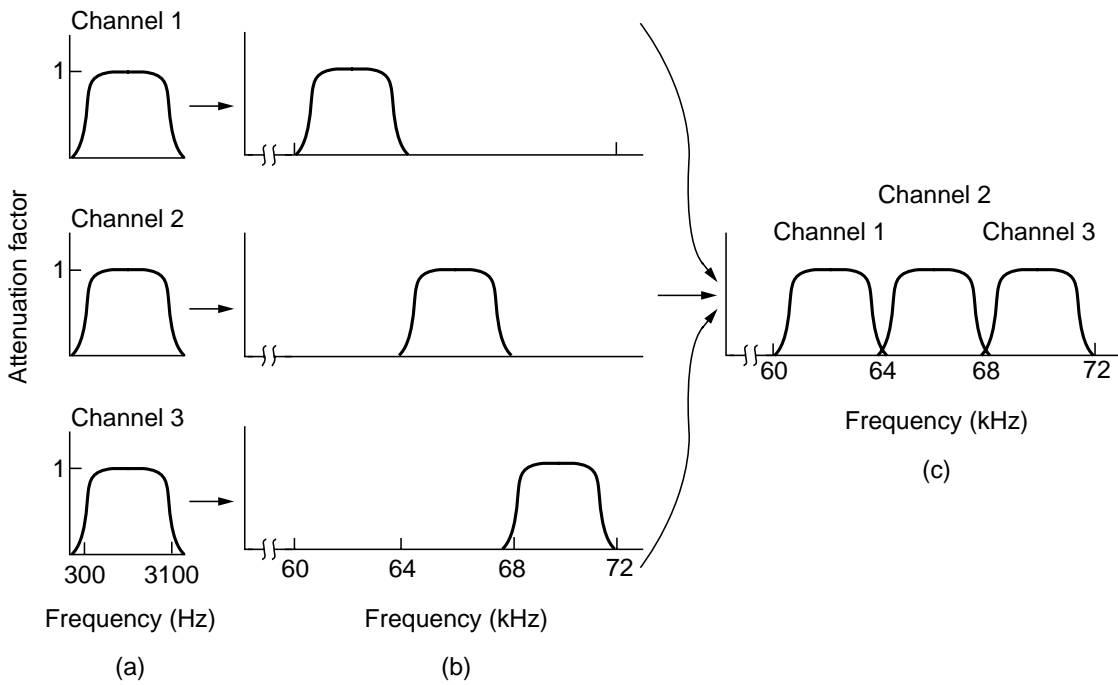 Channel 1
1
Channel 2
1
Attenuation factor
Channel 3
1
300 3100
Frequency (Hz)
(a)
60 64 68 72
Frequency (kHz)
(b)
Channel 2
Channel 1 Channel 3
60 64 68 72
Frequency (kHz)
(c)